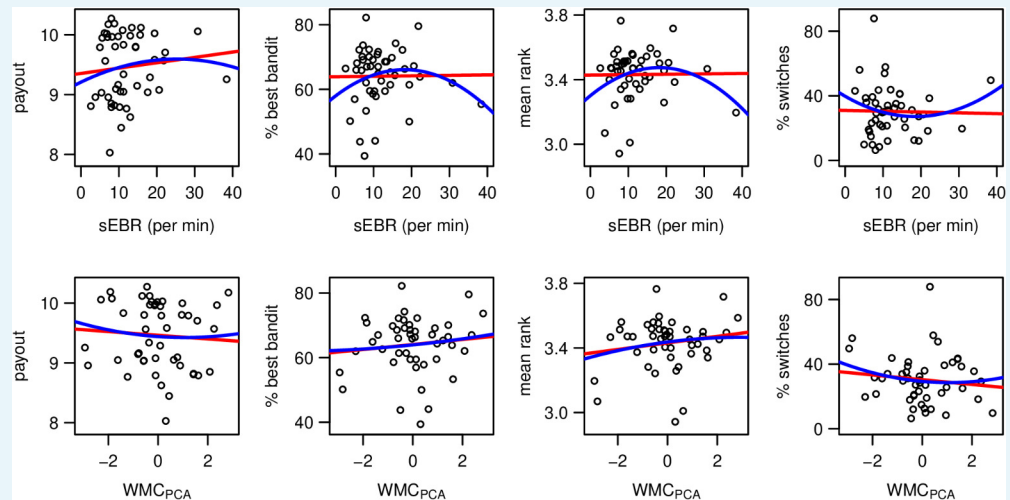 payout
10
9
8
0 10 20 30 40
sEBR (per min)
% best bandit
80
60
40
0 10 20 30 40
sEBR (per min)
mean rank
3.8
3.4
3.0
0 10 20 30 40
sEBR (per min)
% switches
80
40
0
0 10 20 30 40
sEBR (per min)
payout
10
9
8
−2 0 2
WMCPCA
% best bandit
80
60
40
−2 0 2
WMCPCA
mean rank
3.8
3.4
3.0
−2 0 2
WMCPCA
% switches
80
40
0
−2 0 2
WMCPCA